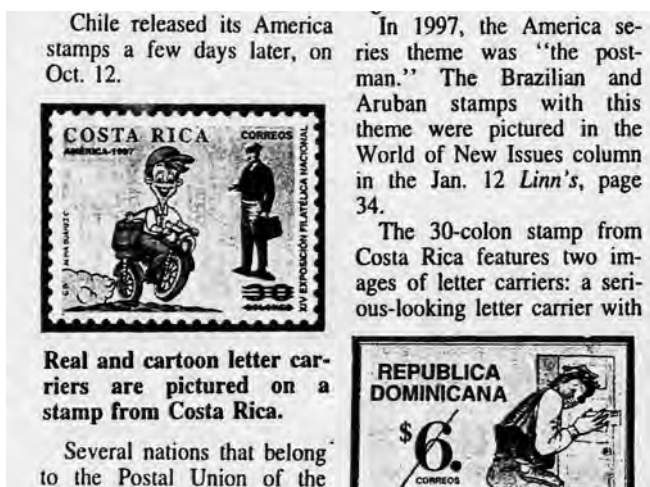 Chile released its America
stamps a few days later, on
Oct. 12.
COSTA RICA
AMERICA-1997
CORREOS
XIV EXPOSICIÓN FILATÉLICA NACIONAL
30
COLONES
Real and cartoon letter car-
riers are pictured on a
stamp from Costa Rica.
Several nations that belong
to the Postal Union of the
In 1997, the America se-
ries theme was "the post-
man." The Brazilian and
Aruban stamps with this
theme were pictured in the
World of New Issues column
in the Jan. 12 Linn's, page
34.
The 30-colon stamp from
Costa Rica features two im-
ages of letter carriers: a seri-
ous-looking letter carrier with
REPUBLICA
DOMINICANA
$6.
CORREOS